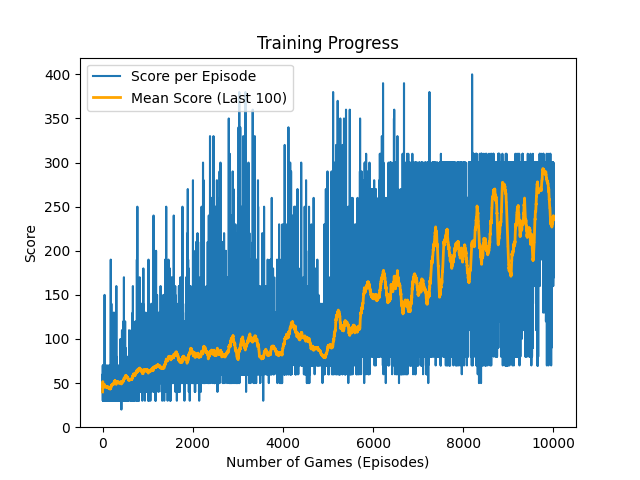 Training Progress
Score per Episode
Mean Score (Last 100)
400
350
300
250
200
150
100
50
0
Score
0 2000 4000 6000 8000 10000
Number of Games (Episodes)